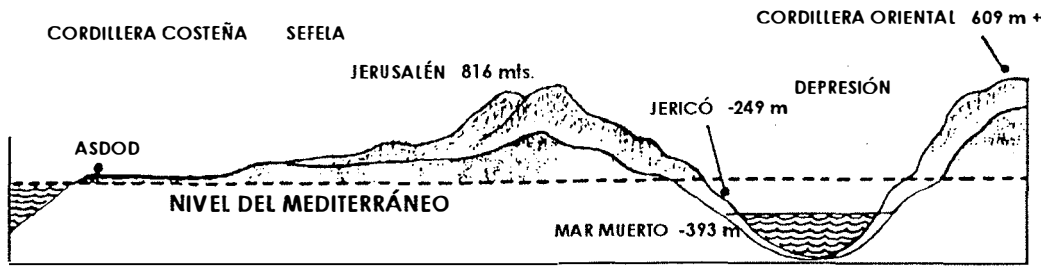 CORDILLERA ORIENTAL 609 m +
CORDILLERA COSTEÑA SEFELA
JERUSALÉN 816 mts.
DEPRESIÓN
JERICÓ -249 m
ASDOD
NIVEL DEL MEDITERRÁNEO
MAR MUERTO -393 m